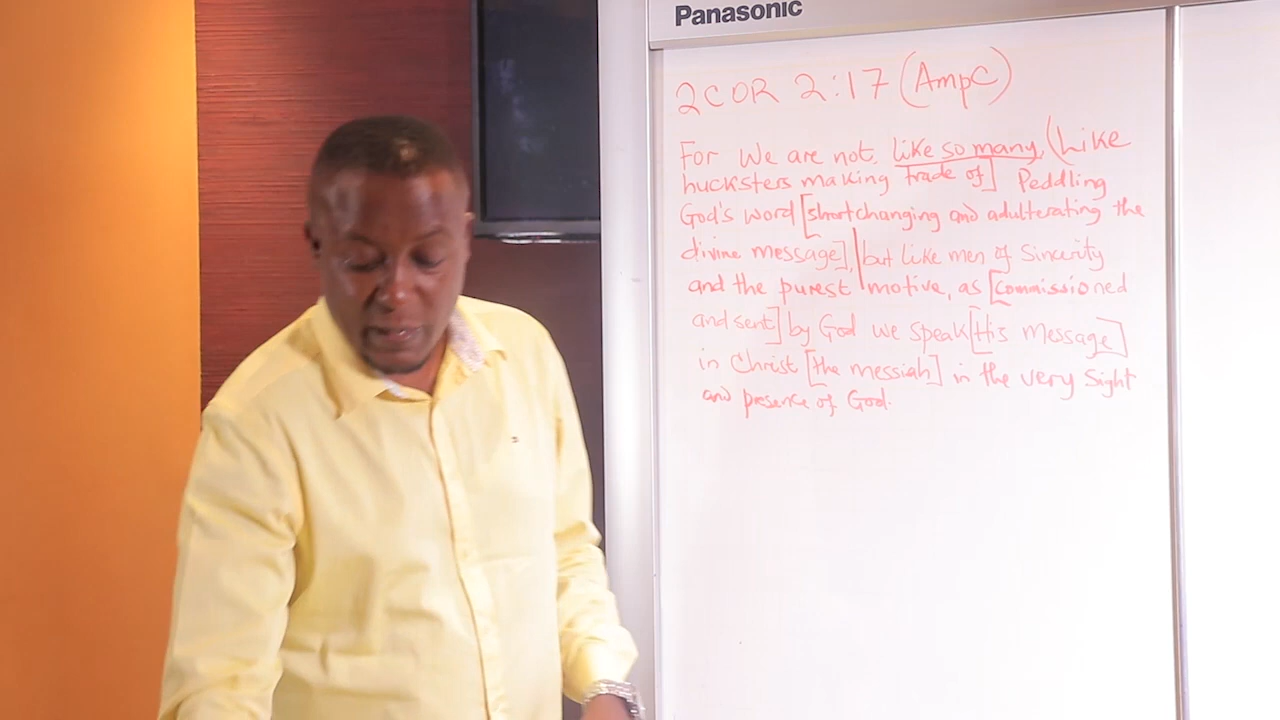 Panasonic
2COR 2:17 (AmpC)
For We are not like so many, (Like
hucksters making trade of] Peddling
God's word [shortchanging and adulterating the
divine message], but like men of Sincerity
and the purest motive, as [commissioned
and sent] by God we speak [His message]
in Christ [the messiah] in the very Sight
and presence of God.